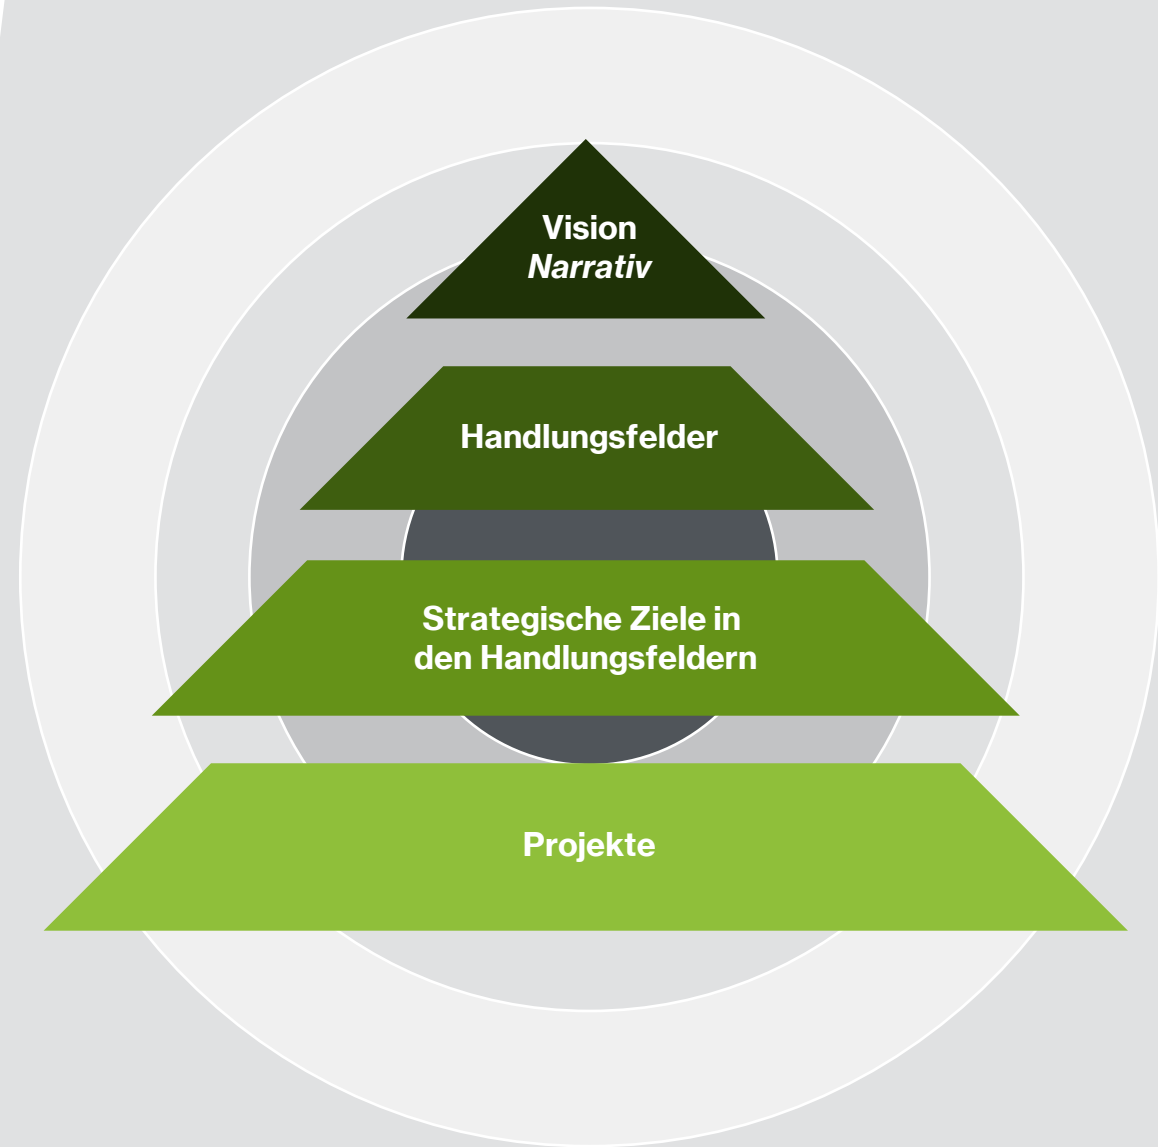 Vision
Narrativ
Handlungsfelder
Strategische Ziele in
den Handlungsfeldern
Projekte